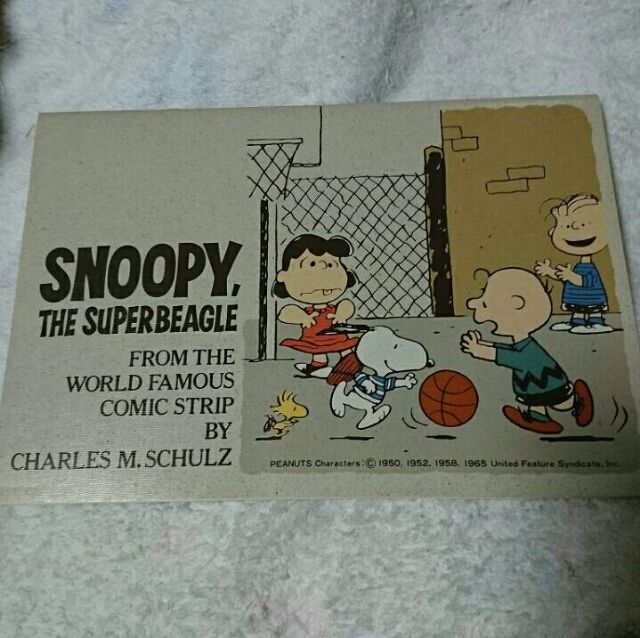 SNOOPY,
THE SUPERBEAGLE
FROM THE
WORLD FAMOUS
COMIC STRIP
BY
CHARLES M. SCHULZ
PEANUTS Characters: © 1950, 1952, 1958, 1965 United Feature Syndicate, Inc.